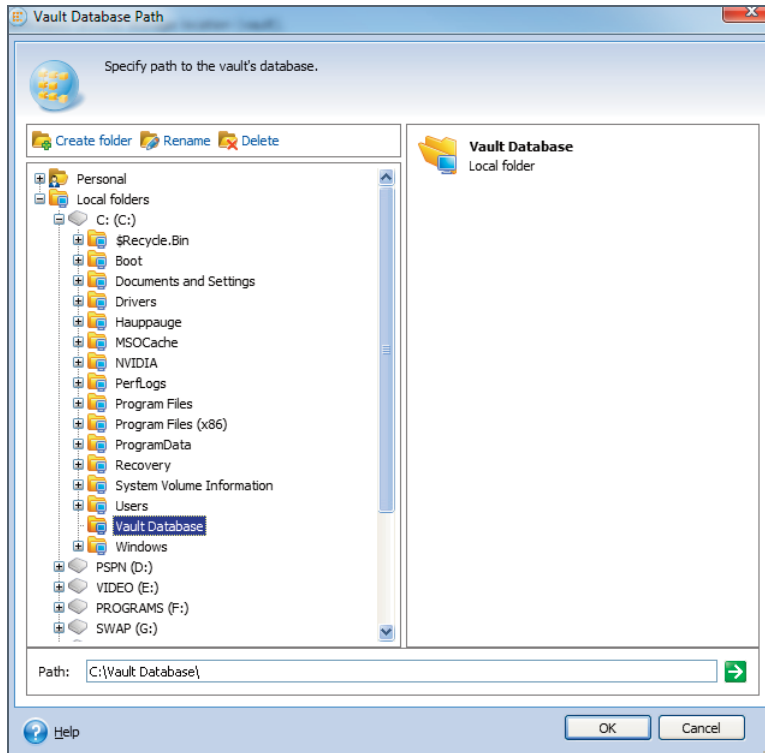 Vault Database Path
Specify path to the vault's database.
Create folder Rename Delete
Personal
Local folders
C: (C:)
$Recycle.Bin
Boot
Documents and Settings
Drivers
Hauppauge
MSOCache
NVIDIA
PerfLogs
Program Files
Program Files (x86)
ProgramData
Recovery
System Volume Information
Users
Vault Database
Windows
PSPN (D:)
VIDEO (E:)
PROGRAMS (F:)
SWAP (G:)
Vault Database
Local folder
Path: C:\Vault Database\
Help OK Cancel